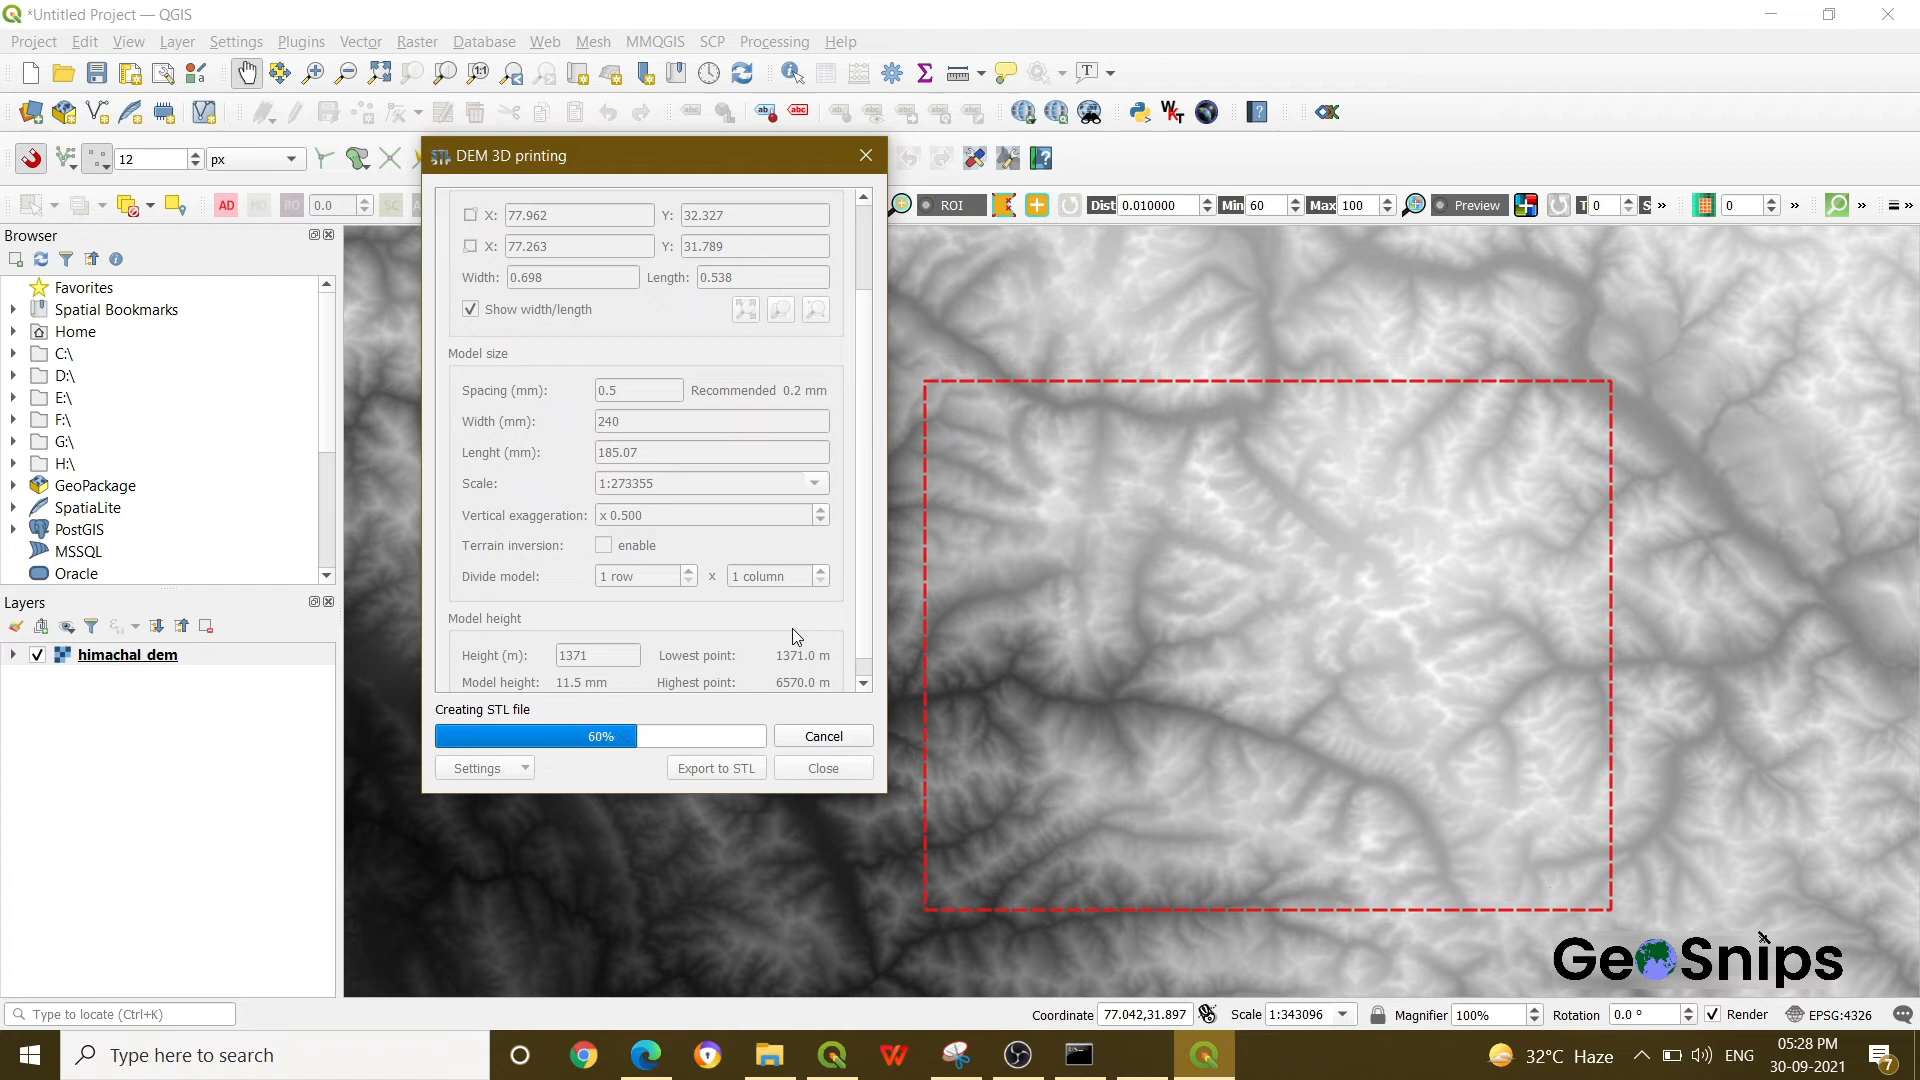 *Untitled Project — QGIS
Project Edit View Layer Settings Plugins Vector Raster Database Web Mesh MMQGIS SCP Processing Help
12 px
AD MO RO 0.0 SC A
ROI Dist 0.010000 Min 60 Max 100 Preview T 0 S » 0 » » »
DEM 3D printing
X: 77.962 Y: 32.327
X: 77.263 Y: 31.789
Width: 0.698 Length: 0.538
Show width/length
Model size
Spacing (mm): 0.5 Recommended 0.2 mm
Width (mm): 240
Lenght (mm): 185.07
Scale: 1:273355
Vertical exaggeration: x 0.500
Terrain inversion: enable
Divide model: 1 row x 1 column
Model height
Height (m): 1371 Lowest point: 1371.0 m
Model height: 11.5 mm Highest point: 6570.0 m
Creating STL file
60% Cancel
Settings Export to STL Close
Browser
Favorites
Spatial Bookmarks
Home
C:\
D:\
E:\
F:\
G:\
H:\
GeoPackage
SpatiaLite
PostGIS
MSSQL
Oracle
Layers
himachal_dem
GeoSnips
Type to locate (Ctrl+K) Coordinate 77.042,31.897 Scale 1:343096 Magnifier 100% Rotation 0.0 ° Render EPSG:4326
Type here to search 32°C Haze ENG 05:28 PM
30-09-2021 7